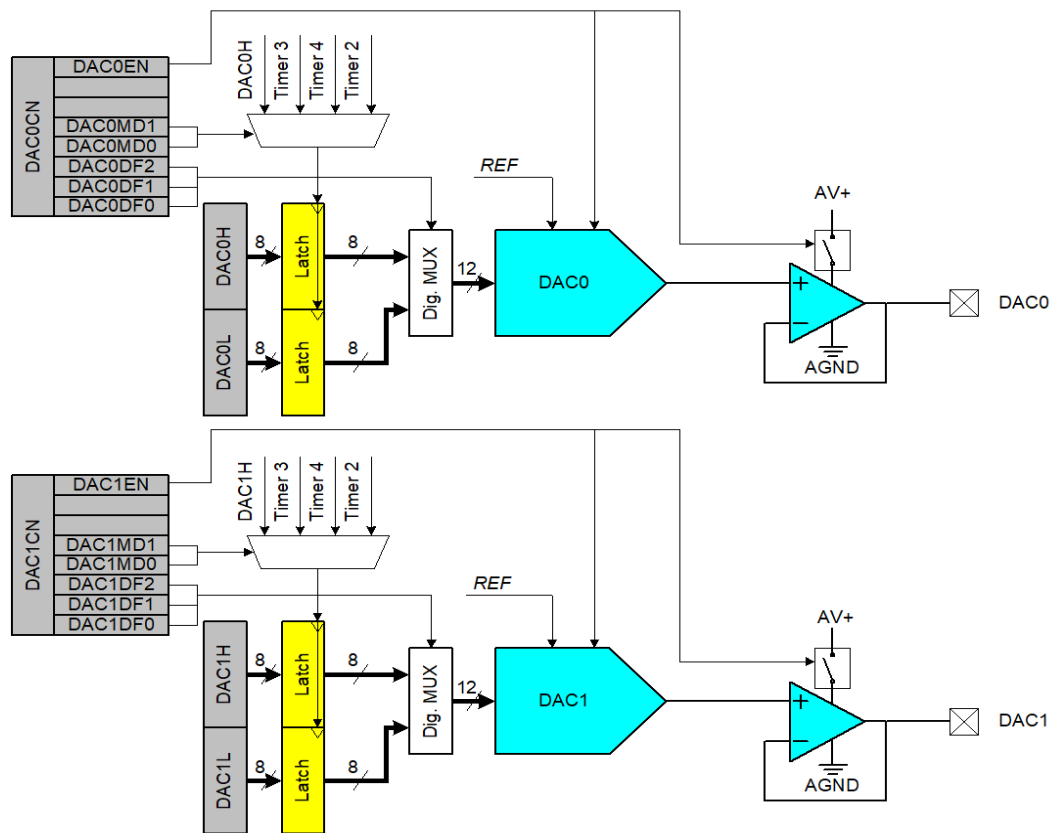 DAC0CN
DAC0EN
DAC0MD1
DAC0MD0
DAC0DF2
DAC0DF1
DAC0DF0
DAC0H
Timer 3
Timer 4
Timer 2
REF
AV+
DAC0H
8
Latch
8
Dig. MUX
12
DAC0
+
−
DAC0
DAC0L
8
Latch
8
AGND
DAC1CN
DAC1EN
DAC1MD1
DAC1MD0
DAC1DF2
DAC1DF1
DAC1DF0
DAC1H
Timer 3
Timer 4
Timer 2
REF
AV+
DAC1H
8
Latch
8
Dig. MUX
12
DAC1
+
−
DAC1
DAC1L
8
Latch
8
AGND